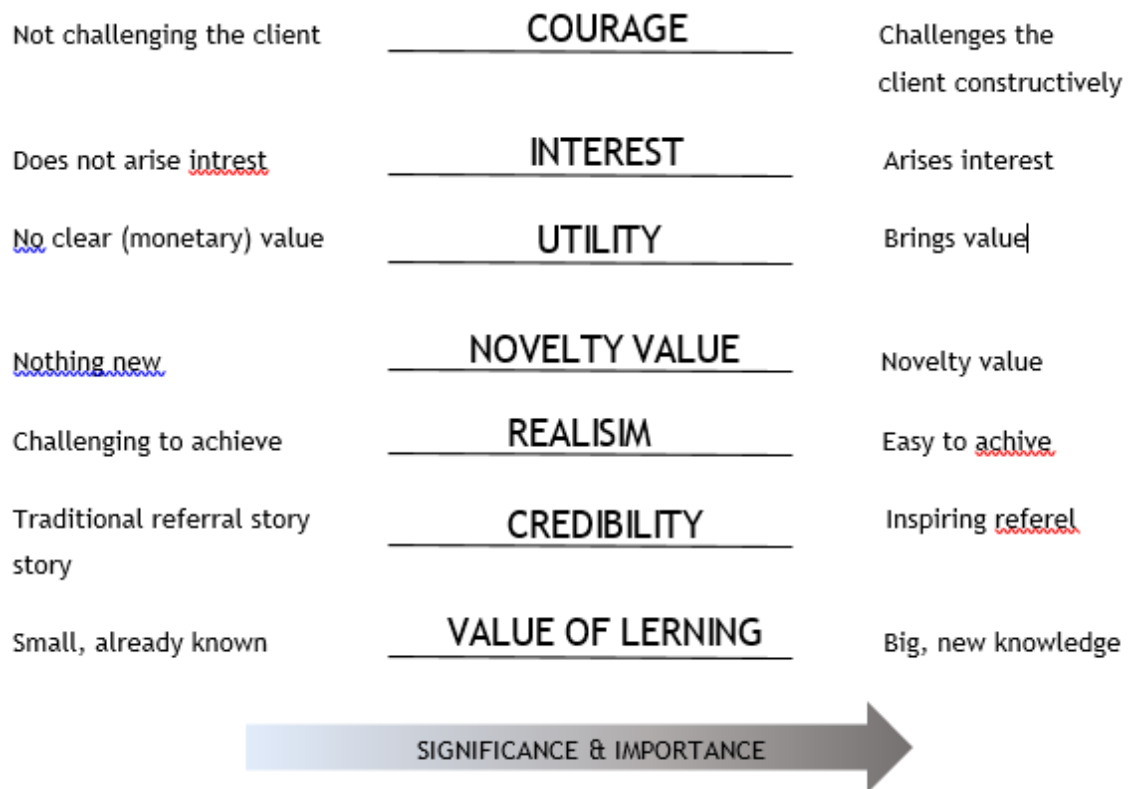 Not challenging the client COURAGE Challenges the
client constructively
Does not arise intrest INTEREST Arises interest
No clear (monetary) value UTILITY Brings value
Nothing new NOVELTY VALUE Novelty value
Challenging to achieve REALISIM Easy to achive
Traditional referral story CREDIBILITY Inspiring referel
story
Small, already known VALUE OF LERNING Big, new knowledge
SIGNIFICANCE & IMPORTANCE